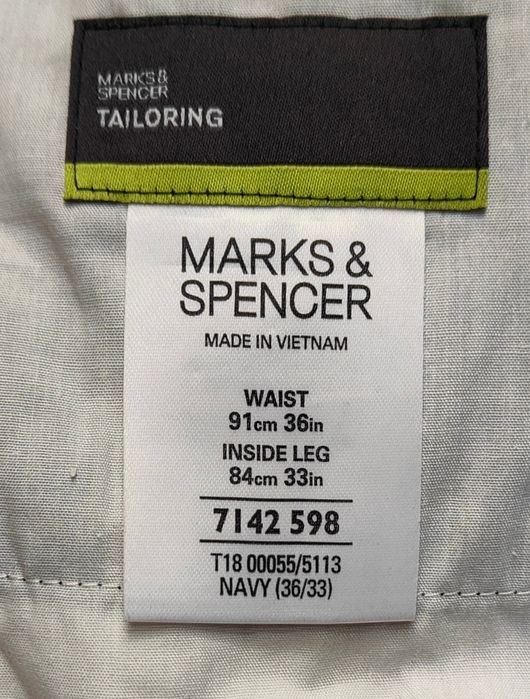 MARKS &
SPENCER
TAILORING
MARKS &
SPENCER
MADE IN VIETNAM
WAIST
91cm 36in
INSIDE LEG
84cm 33in
7142 598
T18 00055/5113
NAVY (36/33)